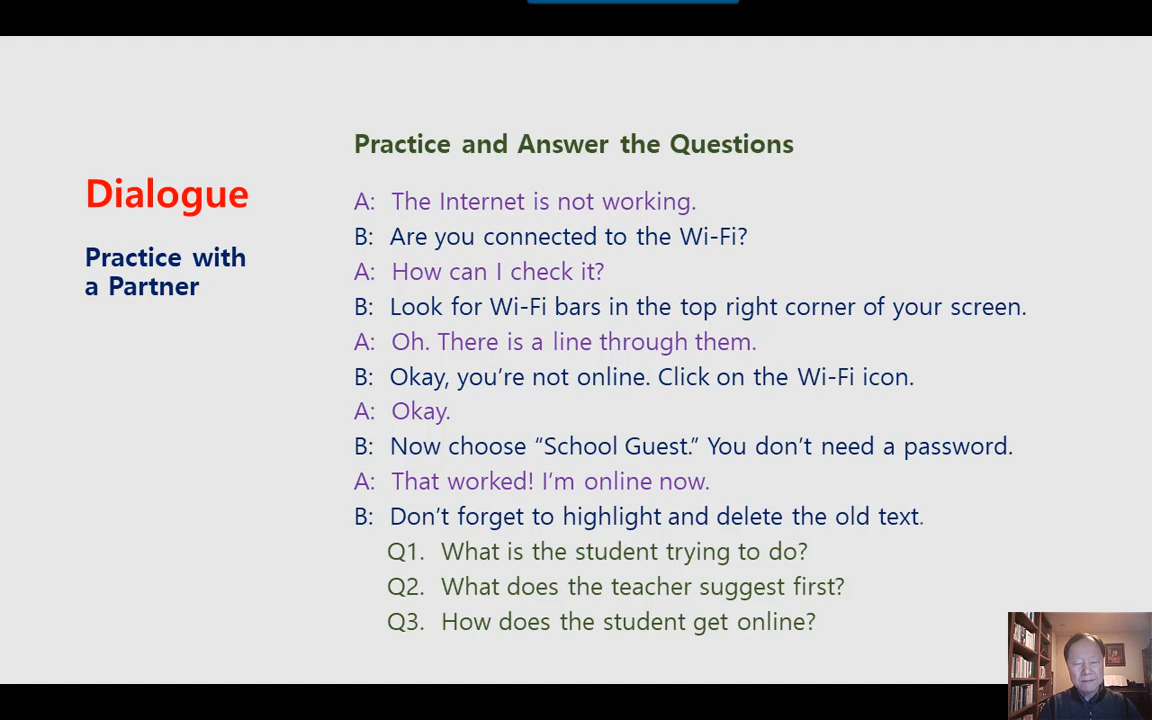 Practice and Answer the Questions
Dialogue
Practice with
a Partner
A: The Internet is not working.
B: Are you connected to the Wi-Fi?
A: How can I check it?
B: Look for Wi-Fi bars in the top right corner of your screen.
A: Oh. There is a line through them.
B: Okay, you’re not online. Click on the Wi-Fi icon.
A: Okay.
B: Now choose “School Guest.” You don’t need a password.
A: That worked! I’m online now.
B: Don’t forget to highlight and delete the old text.
Q1. What is the student trying to do?
Q2. What does the teacher suggest first?
Q3. How does the student get online?